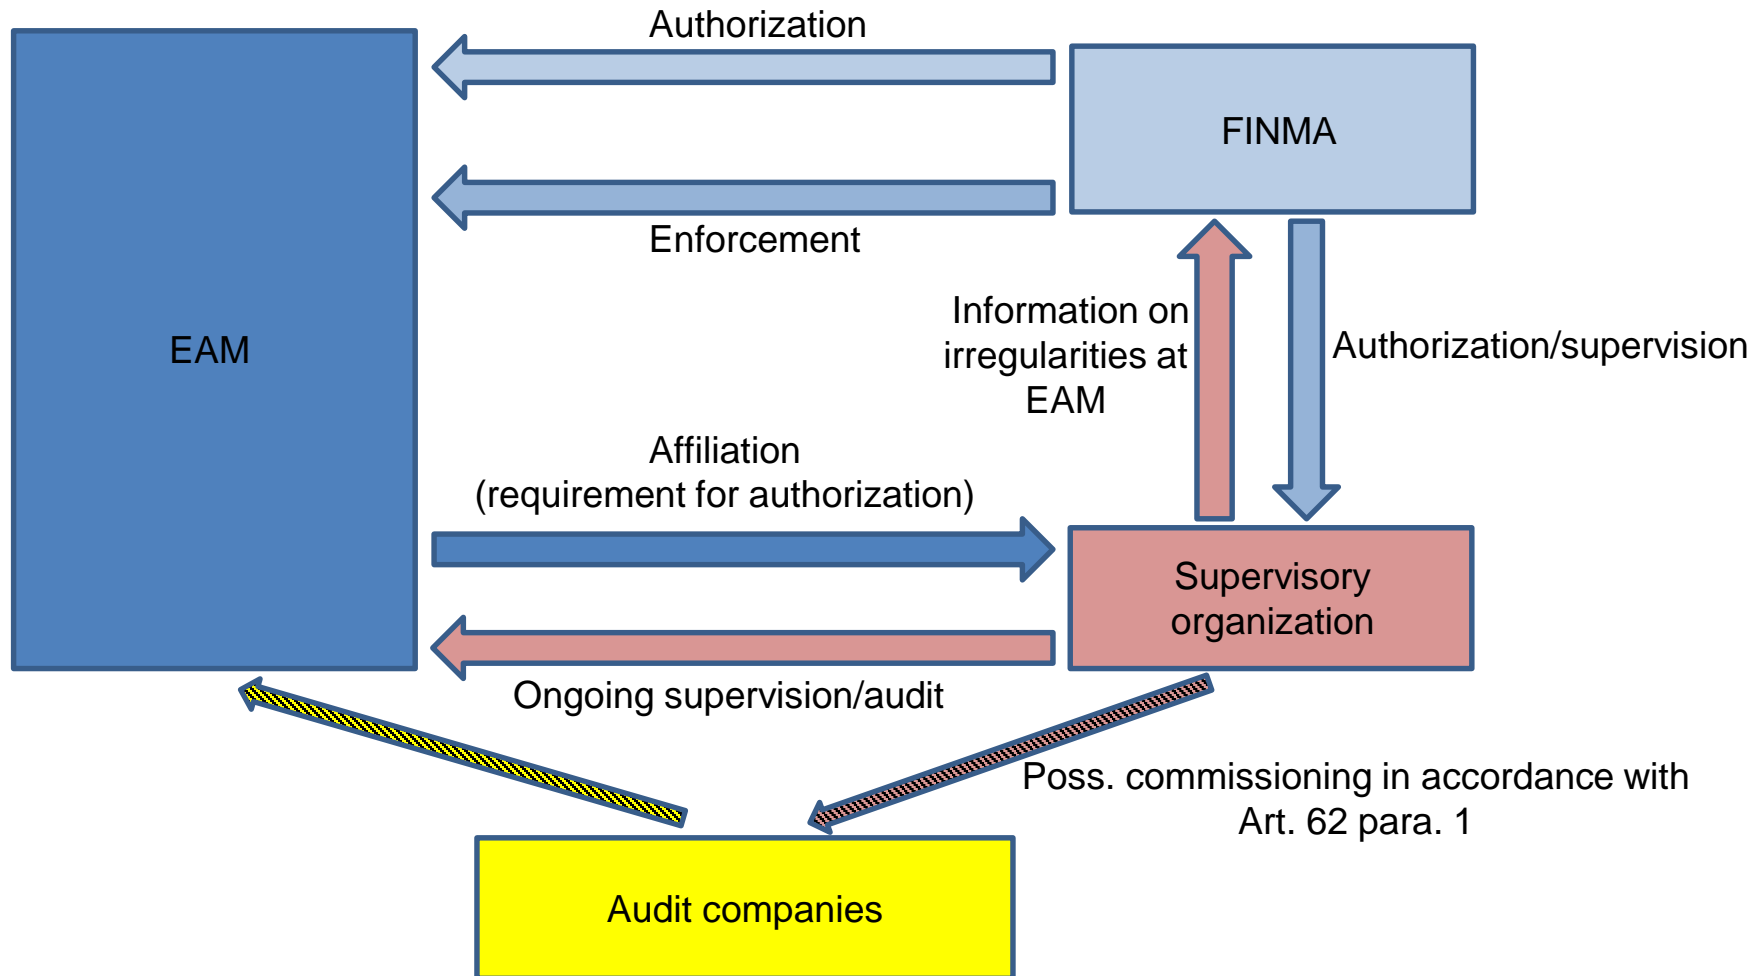 Authorization
FINMA
Enforcement
EAM
Information on
irregularities at
EAM
Authorization/supervision
Affiliation
(requirement for authorization)
Supervisory
organization
Ongoing supervision/audit
Poss. commissioning in accordance with
Art. 62 para. 1
Audit companies